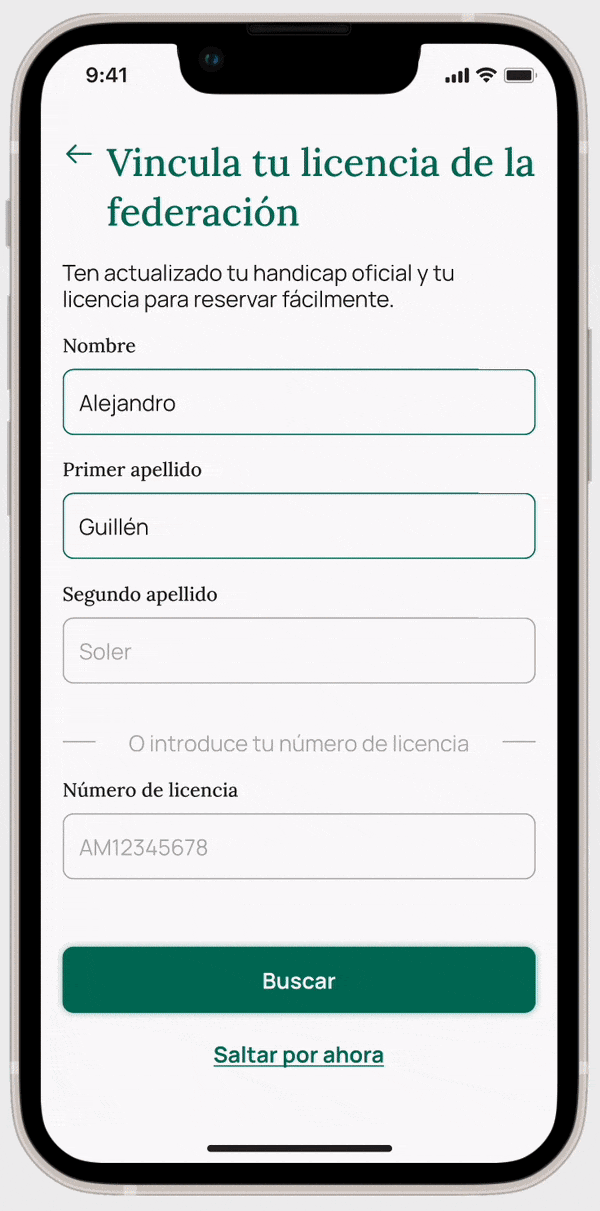 9:41
Vincula tu licencia de la
federación
Ten actualizado tu handicap oficial y tu
licencia para reservar fácilmente.
Nombre
Alejandro
Primer apellido
Guillén
Segundo apellido
Soler
O introduce tu número de licencia
Número de licencia
AM12345678
Buscar
Saltar por ahora